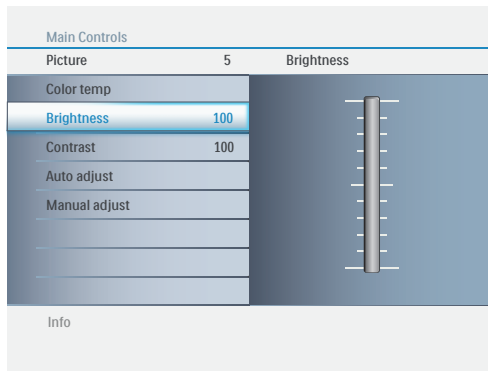 Main Controls
Picture 5 Brightness
Color temp
Brightness 100
Contrast 100
Auto adjust
Manual adjust
Info